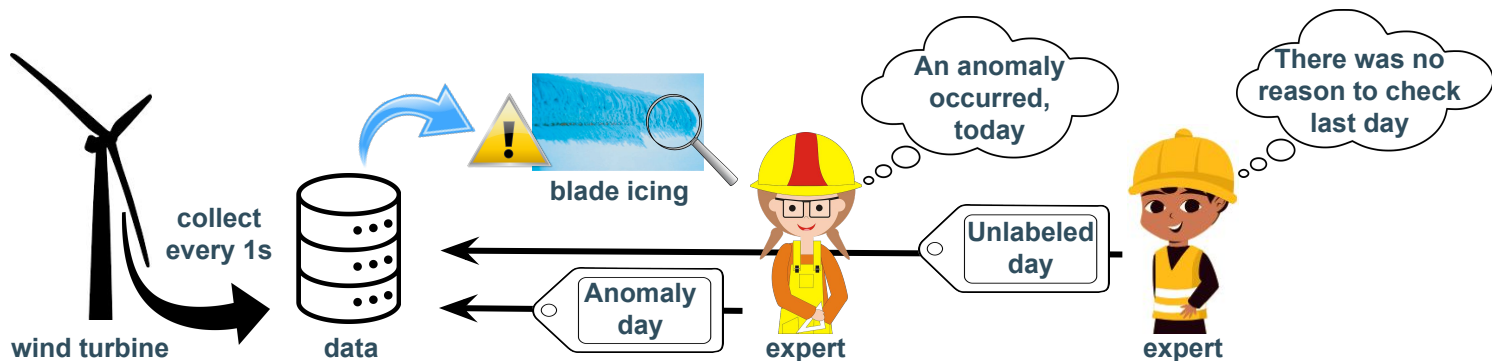 An anomaly
occurred,
today
There was no
reason to check
last day
!
blade icing
collect
every 1s
Unlabeled
day
Anomaly
day
wind turbine
data
expert
expert